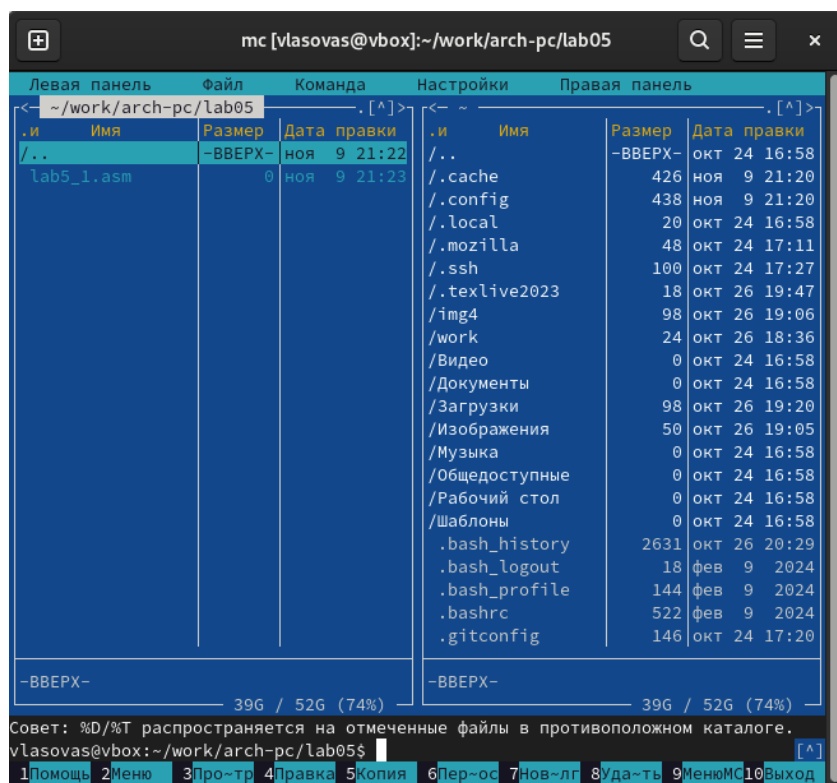 mc [vlasovas@vbox]:~/work/arch-pc/lab05
Левая панель Файл Команда Настройки Правая панель
<— ~/work/arch-pc/lab05 .[^]> <— ~ .[^]>
.и Имя Размер Дата правки .и Имя Размер Дата правки
/.. -ВВЕРХ- ноя 9 21:22 /.. -ВВЕРХ- окт 24 16:58
lab5_1.asm 0 ноя 9 21:23 /.cache 426 ноя 9 21:20
/.config 438 ноя 9 21:20
/.local 20 окт 24 16:58
/.mozilla 48 окт 24 17:11
/.ssh 100 окт 24 17:27
/.texlive2023 18 окт 26 19:47
/img4 98 окт 26 19:06
/work 24 окт 26 18:36
/Видео 0 окт 24 16:58
/Документы 0 окт 24 16:58
/Загрузки 98 окт 26 19:20
/Изображения 50 окт 26 19:05
/Музыка 0 окт 24 16:58
/Общедоступные 0 окт 24 16:58
/Рабочий стол 0 окт 24 16:58
/Шаблоны 0 окт 24 16:58
.bash_history 2631 окт 26 20:29
.bash_logout 18 фев 9 2024
.bash_profile 144 фев 9 2024
.bashrc 522 фев 9 2024
.gitconfig 146 окт 24 17:20
-ВВЕРХ- -ВВЕРХ-
39G / 52G (74%) 39G / 52G (74%)
Совет: %D/%T распространяется на отмеченные файлы в противоположном каталоге.
vlasovas@vbox:~/work/arch-pc/lab05$ [^]
1Помощь 2Меню 3Про~тр 4Правка 5Копия 6Пер~ос 7Нов~лг 8Уда~ть 9МенюMC 10Выход